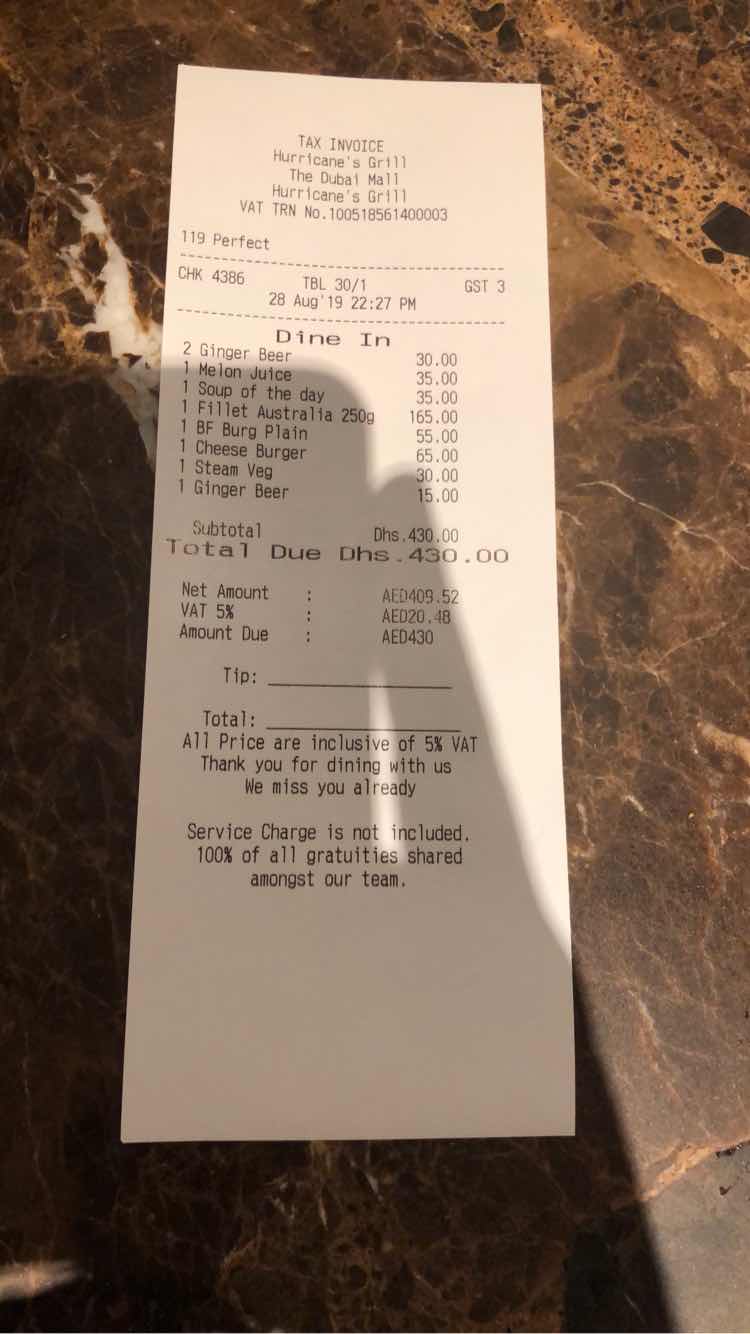 TAX INVOICE
Hurricane's Grill
The Dubai Mall
Hurricane's Grill
VAT TRN No.100518561400003
119 Perfect
CHK 4386 TBL 30/1 GST 3
28 Aug'19 22:27 PM
Dine In
2 Ginger Beer 30.00
1 Melon Juice 35.00
1 Soup of the day 35.00
1 Fillet Australia 250g 165.00
1 BF Burg Plain 55.00
1 Cheese Burger 65.00
1 Steam Veg 30.00
1 Ginger Beer 15.00
Subtotal Dhs.430.00
Total Due Dhs.430.00
Net Amount : AED409.52
VAT 5% : AED20.48
Amount Due : AED430
Tip:
Total:
All Price are inclusive of 5% VAT
Thank you for dining with us
We miss you already
Service Charge is not included.
100% of all gratuities shared
amongst our team.